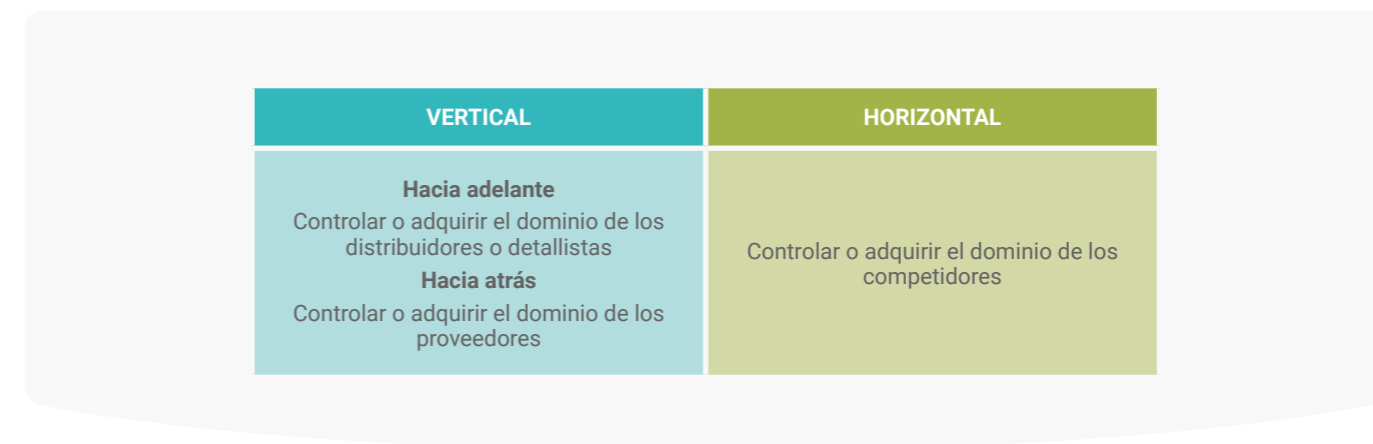 VERTICAL
HORIZONTAL
Hacia adelante
Controlar o adquirir el dominio de los
distribuidores o detallistas
Hacia atrás
Controlar o adquirir el dominio de los
proveedores
Controlar o adquirir el dominio de los
competidores